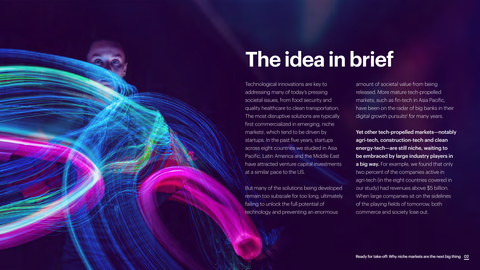 The idea in brief
Technological innovations are key to
addressing many of today's pressing
societal issues, from food security and
quality healthcare to clean transportation.
The most disruptive solutions are typically
first commercialized in emerging, niche
markets¹, which tend to be driven by
startups. In the past five years, startups
across eight countries we studied in Asia
Pacific, Latin America and the Middle East
have attracted venture capital investments
at a similar pace to the US.
But many of the solutions being developed
remain too subscale for too long, ultimately
failing to unlock the full potential of
technology and preventing an enormous
amount of societal value from being
released. More mature tech-propelled
markets, such as fin-tech in Asia Pacific,
have been on the radar of big banks in their
digital growth pursuits² for many years.
Yet other tech-propelled markets—notably
agri-tech, construction-tech and clean
energy-tech—are still niche, waiting to
be embraced by large industry players in
a big way. For example, we found that only
two percent of the companies active in
agri-tech (in the eight countries covered in
our study) had revenues above $5 billion.
When large companies sit on the sidelines
of the playing fields of tomorrow, both
commerce and society lose out.
Ready for take-off: Why niche markets are the next big thing 02